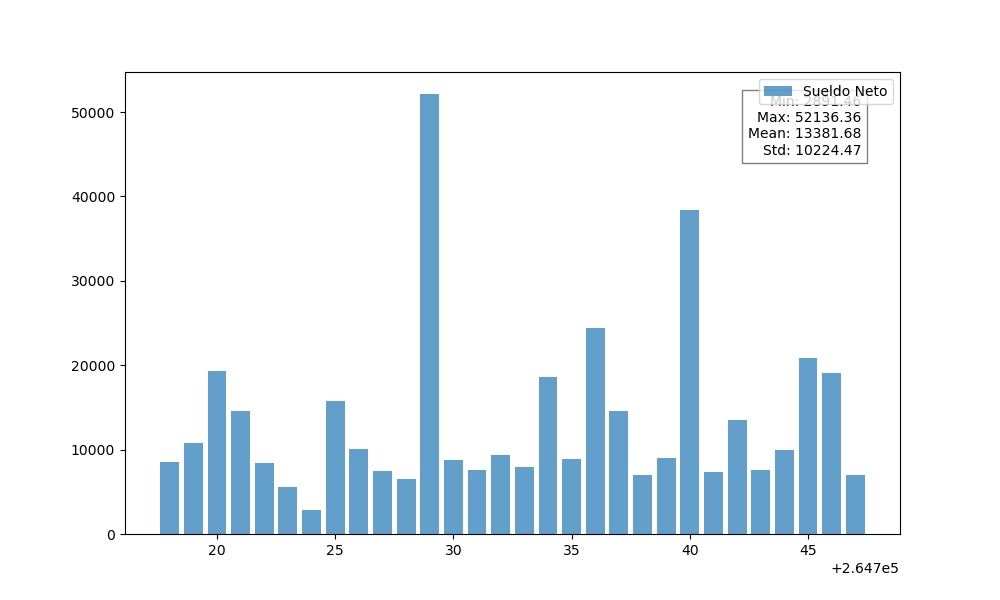 Sueldo Neto
Min: 2891.46
Max: 52136.36
Mean: 13381.68
Std: 10224.47
50000
40000
30000
20000
10000
0
20 25 30 35 40 45
+2.647e5